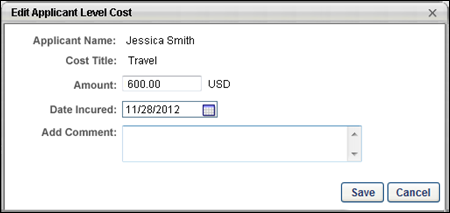 Edit Applicant Level Cost
Applicant Name: Jessica Smith
Cost Title: Travel
Amount: 600.00 USD
Date Incured: 11/28/2012
Add Comment:
Save Cancel